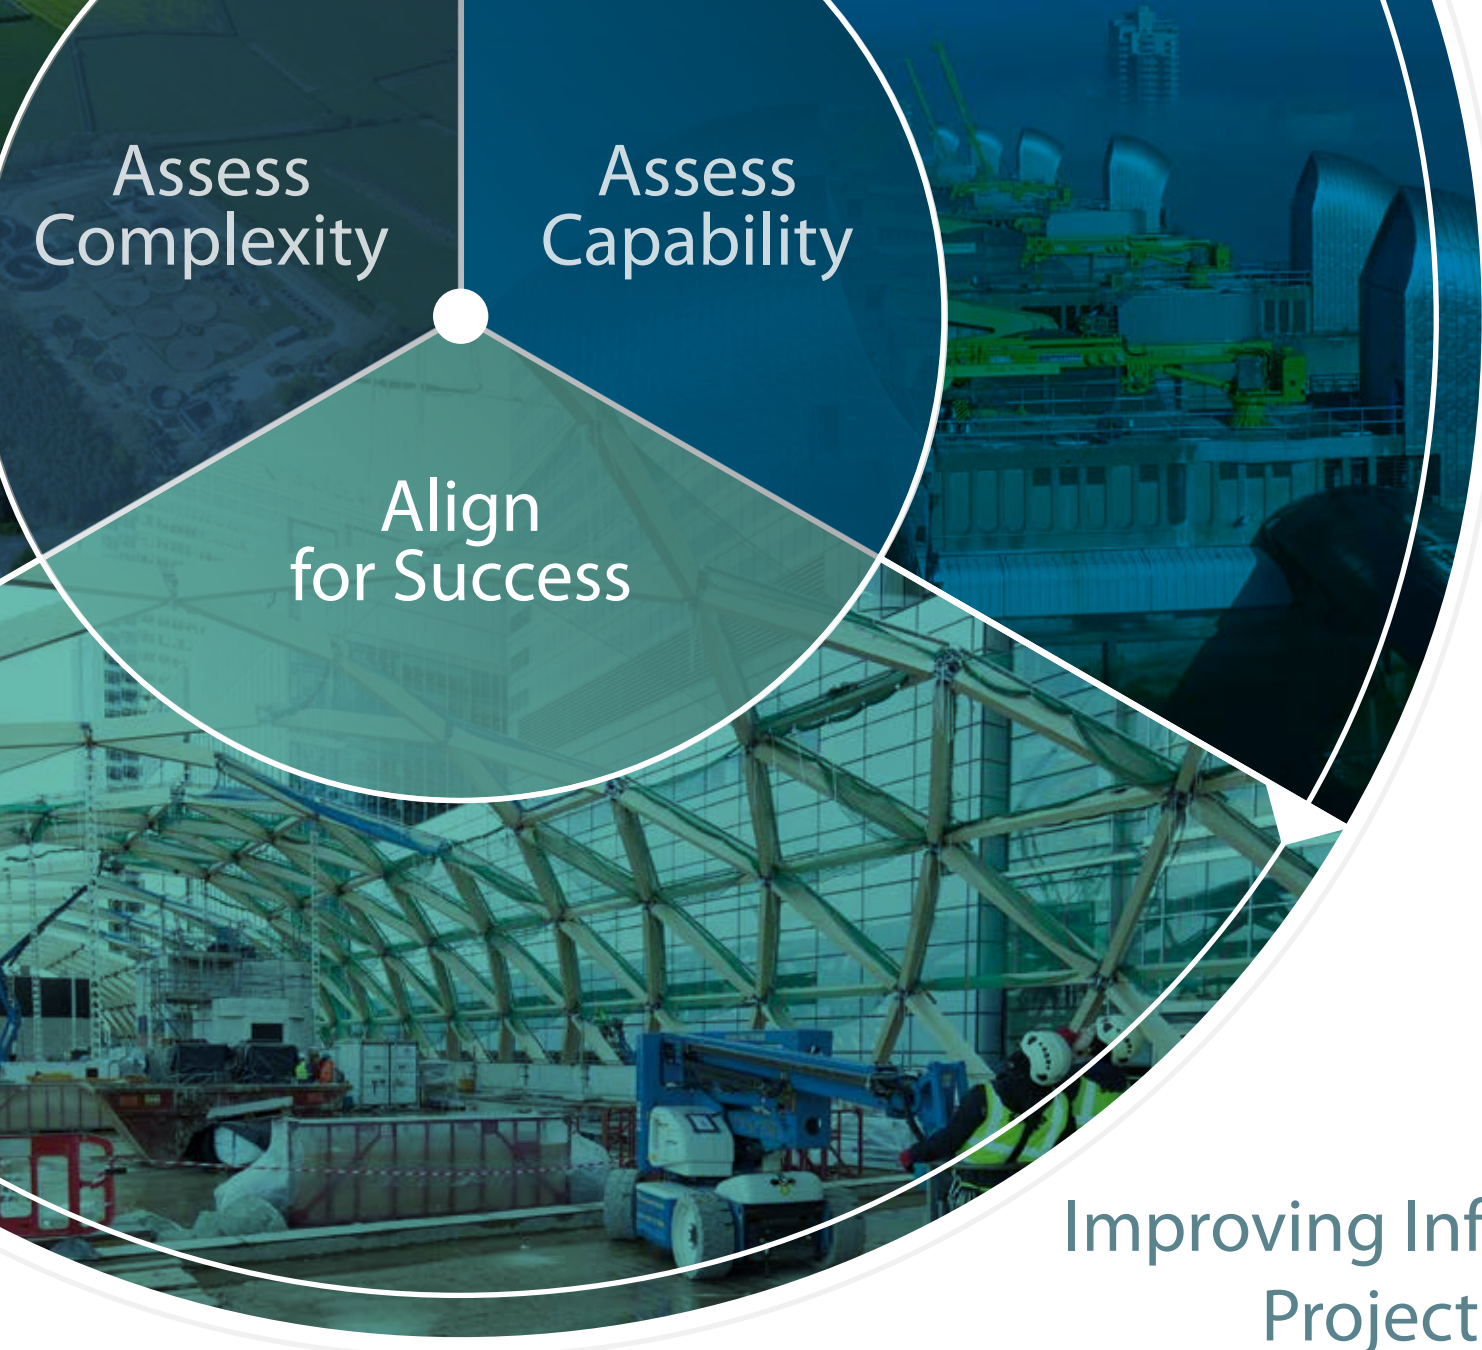 Assess
Complexity
Assess
Capability
Align
for Success
Improving Inf
Project